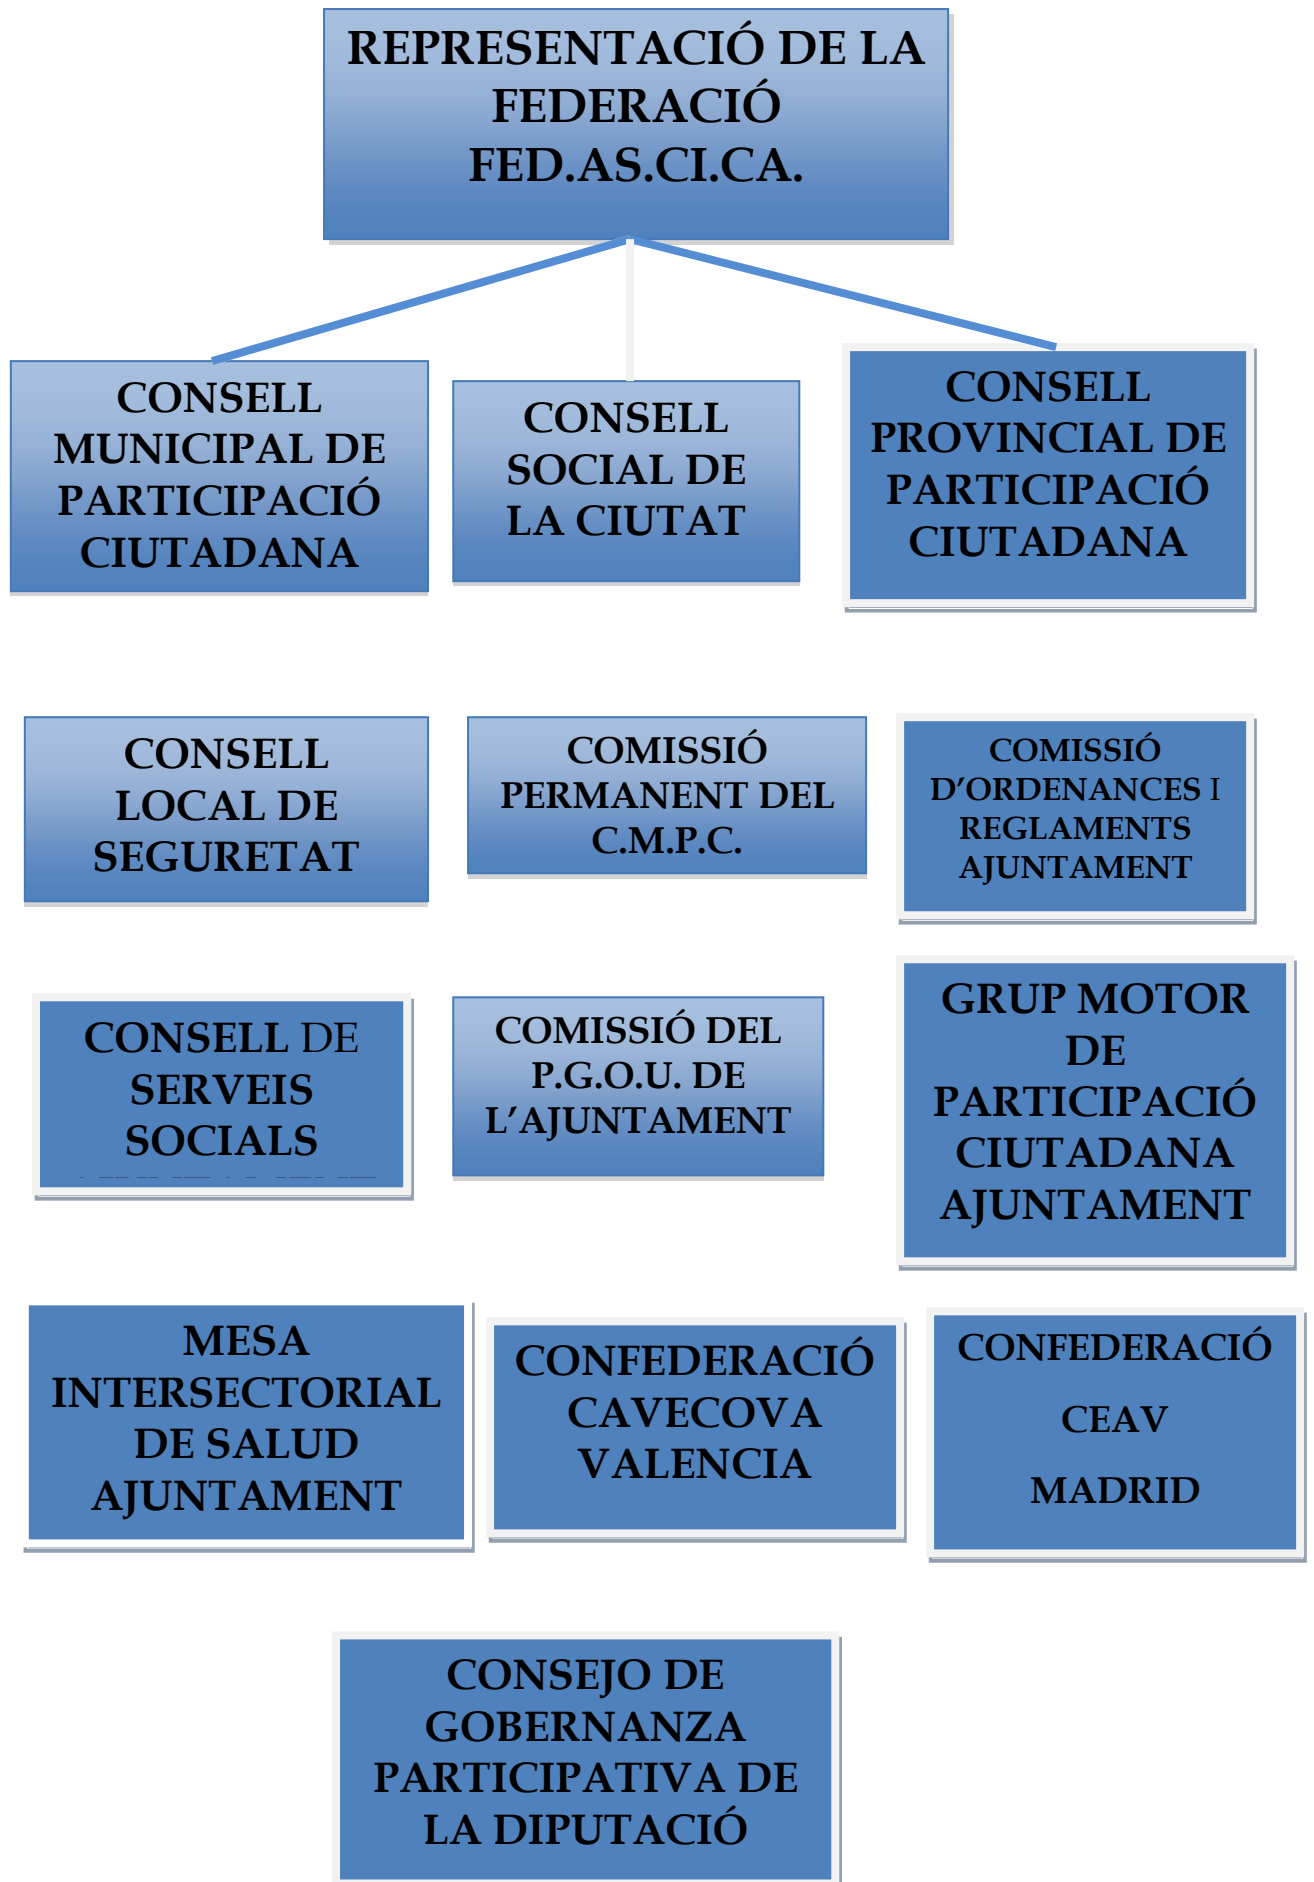 REPRESENTACIÓ DE LA
FEDERACIÓ
FED.AS.CI.CA.
CONSELL
MUNICIPAL DE
PARTICIPACIÓ
CIUTADANA
CONSELL
SOCIAL DE
LA CIUTAT
CONSELL
PROVINCIAL DE
PARTICIPACIÓ
CIUTADANA
CONSELL
LOCAL DE
SEGURETAT
COMISSIÓ
PERMANENT DEL
C.M.P.C.
COMISSIÓ
D’ORDENANCES I
REGLAMENTS
AJUNTAMENT
CONSELL DE
SERVEIS
SOCIALS
COMISSIÓ DEL
P.G.O.U. DE
L’AJUNTAMENT
GRUP MOTOR
DE
PARTICIPACIÓ
CIUTADANA
AJUNTAMENT
MESA
INTERSECTORIAL
DE SALUD
AJUNTAMENT
CONFEDERACIÓ
CAVECOVA
VALENCIA
CONFEDERACIÓ
CEAV
MADRID
CONSEJO DE
GOBERNANZA
PARTICIPATIVA DE
LA DIPUTACIÓ